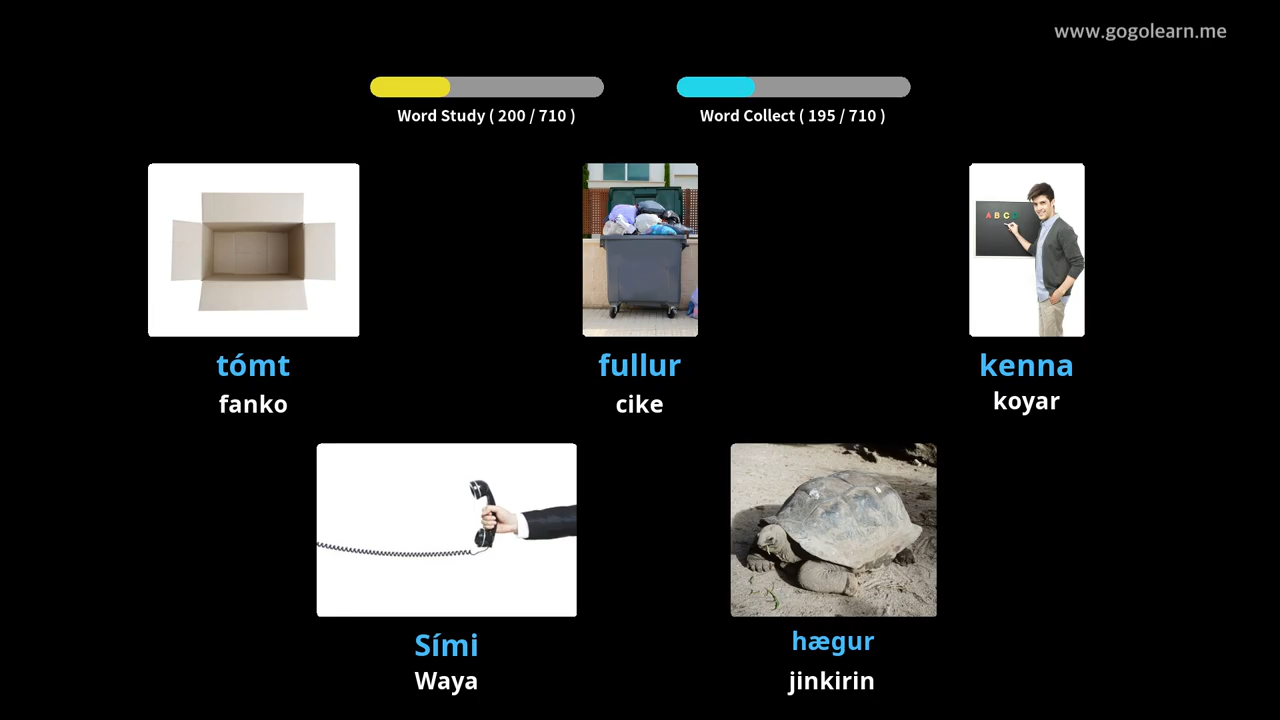 www.gogolearn.me
Word Study ( 200 / 710 )
Word Collect ( 195 / 710 )
A B C
tómt
fullur
kenna
fanko
cike
koyar
Sími
hægur
Waya
jinkirin